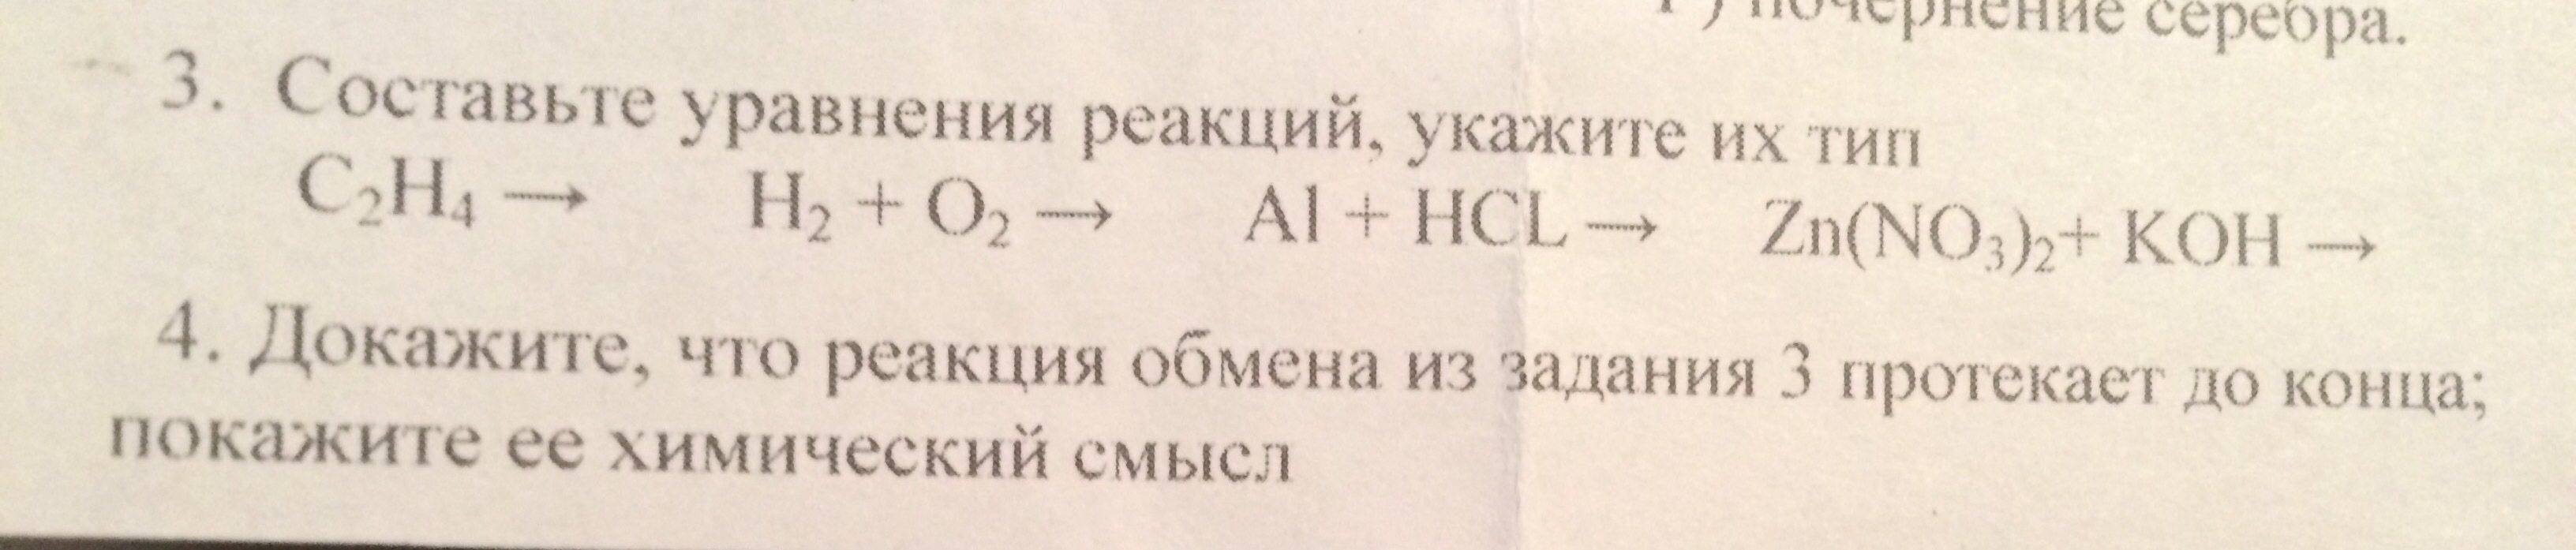 Г) почернение серебра.
3. Составьте уравнения реакций, укажите их тип
C₂H₄ → H₂ + O₂ → Al + HCL → Zn(NO₃)₂+ KOH →
4. Докажите, что реакция обмена из задания 3 протекает до конца;
покажите ее химический смысл